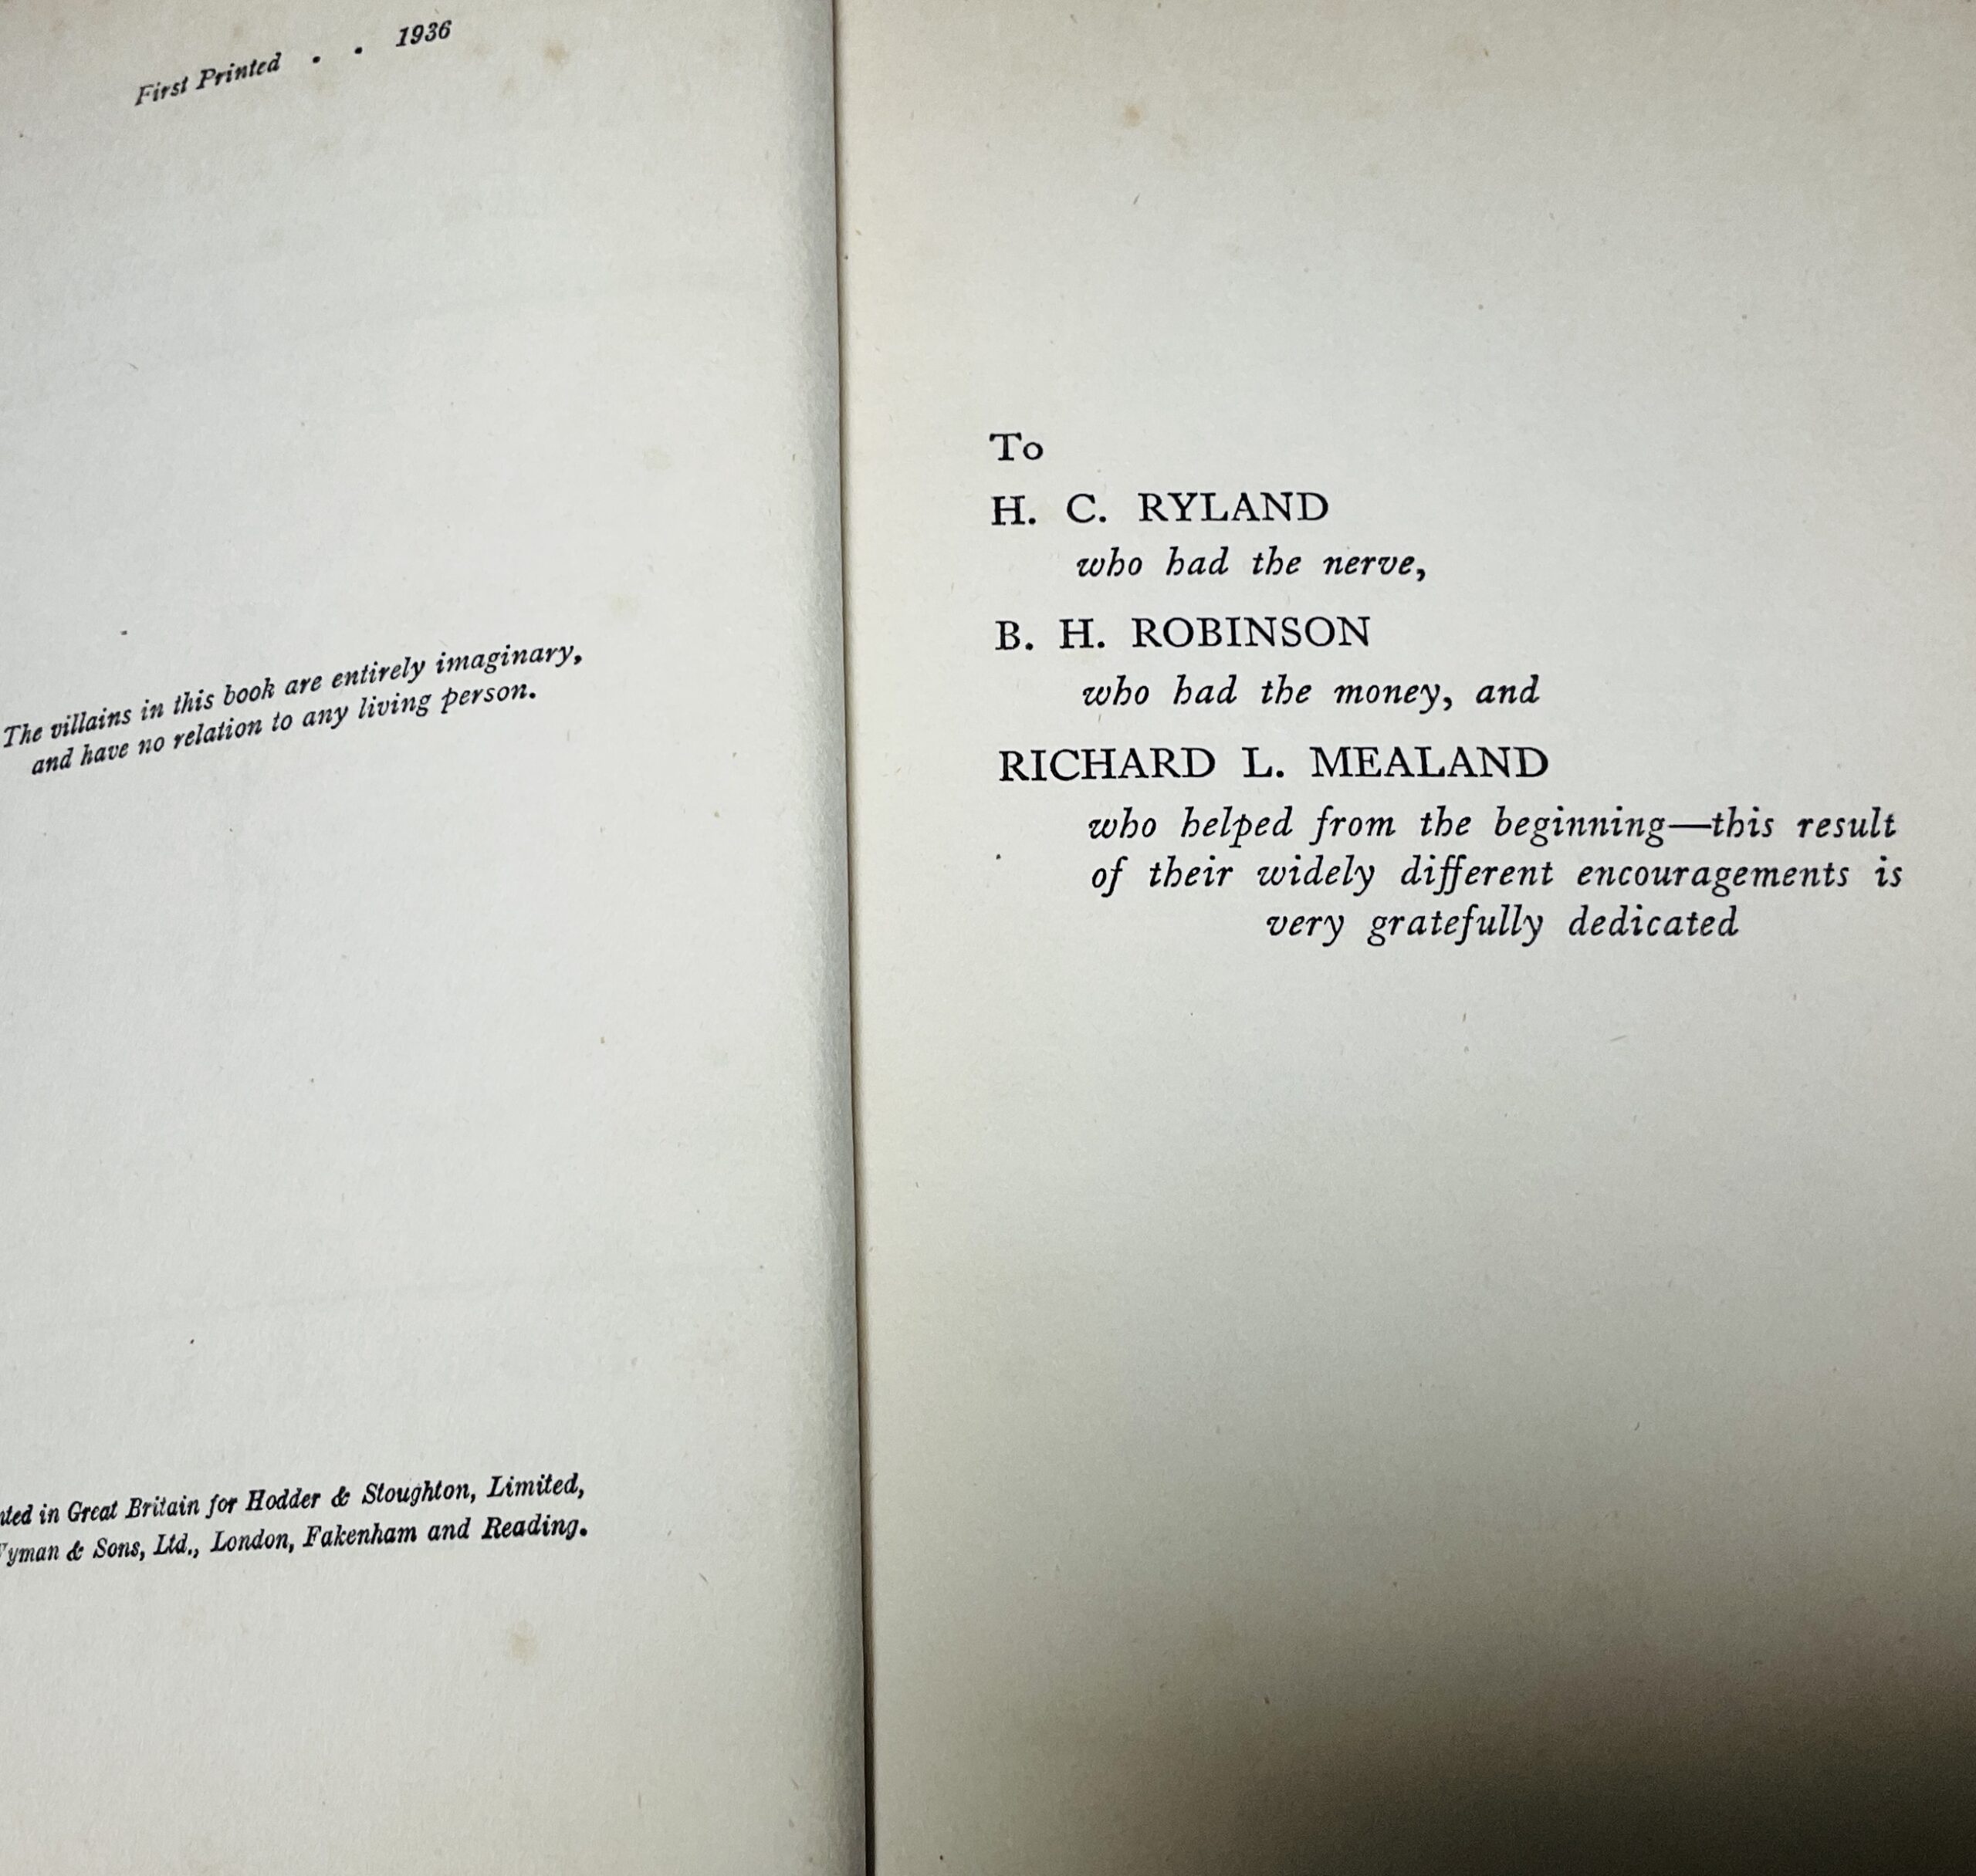 First Printed . . 1936
The villains in this book are entirely imaginary,
and have no relation to any living person.
in Great Britain for Hodder & Stoughton, Limited,
& Sons, Ltd., London, Fakenham and Reading.
To
H. C. RYLAND
who had the nerve,
B. H. ROBINSON
who had the money, and
RICHARD L. MEALAND
who helped from the beginning—this result
of their widely different encouragements is
very gratefully dedicated